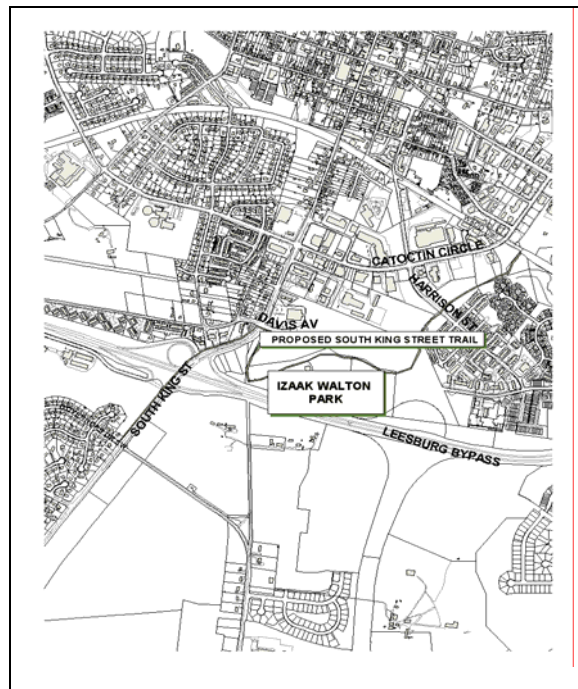 CATOCTIN CIRCLE
HARRISON ST
DAVIS AV
PROPOSED SOUTH KING STREET TRAIL
IZAAK WALTON
PARK
SOUTH KING ST
LEESBURG BYPASS